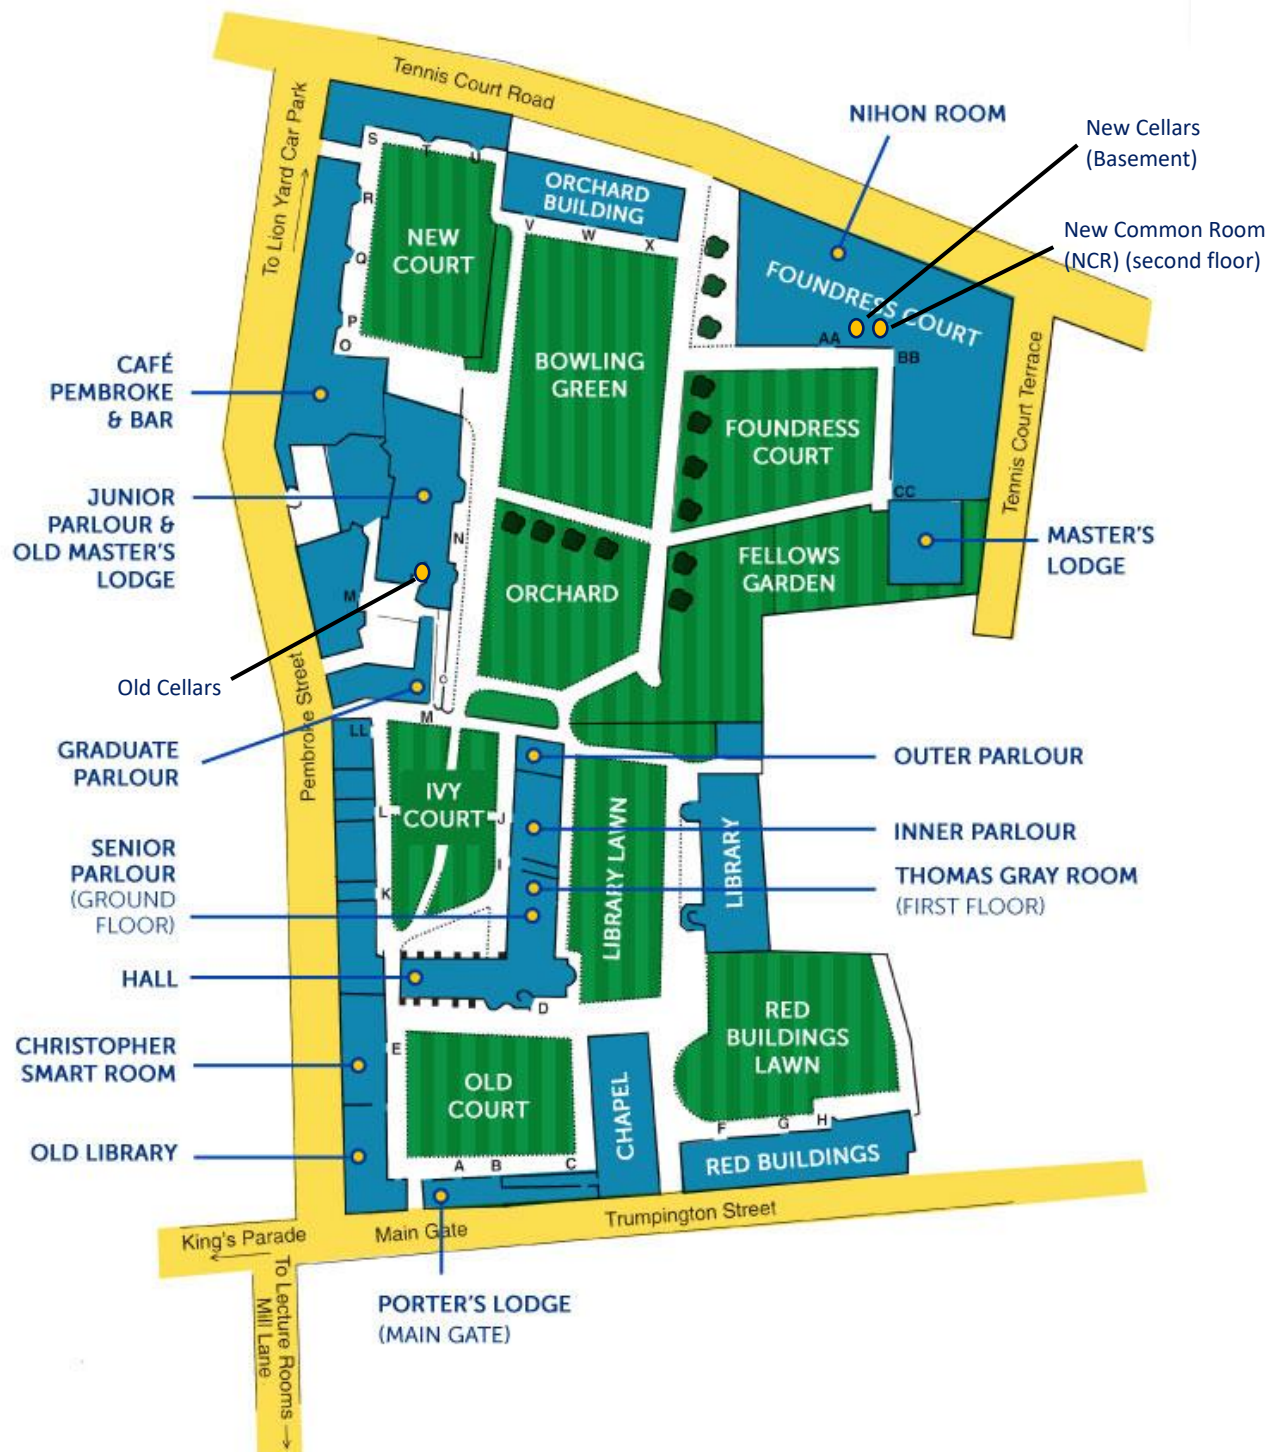 Tennis Court Road
To Lion Yard Car Park
NIHON ROOM
New Cellars
(Basement)
New Common Room
(NCR) (second floor)
S
T
U
R
Q
P
O
NEW
COURT
ORCHARD
BUILDING
V
W
X
FOUNDRESS COURT
AA
BB
CC
BOWLING
GREEN
FOUNDRESS
COURT
Tennis Court Terrace
CAFÉ
PEMBROKE
& BAR
JUNIOR
PARLOUR &
OLD MASTER'S
LODGE
N
M
ORCHARD
FELLOWS
GARDEN
MASTER'S
LODGE
Old Cellars
Pembroke Street
GRADUATE
PARLOUR
O
M
LL
L
K
J
I
IVY
COURT
LIBRARY LAWN
LIBRARY
OUTER PARLOUR
INNER PARLOUR
THOMAS GRAY ROOM
(FIRST FLOOR)
SENIOR
PARLOUR
(GROUND
FLOOR)
HALL
D
E
CHRISTOPHER
SMART ROOM
OLD LIBRARY
OLD
COURT
A
B
C
CHAPEL
RED
BUILDINGS
LAWN
F
G
H
RED BUILDINGS
King's Parade
Main Gate
Trumpington Street
To Lecture Rooms
Mill Lane
PORTER'S LODGE
(MAIN GATE)